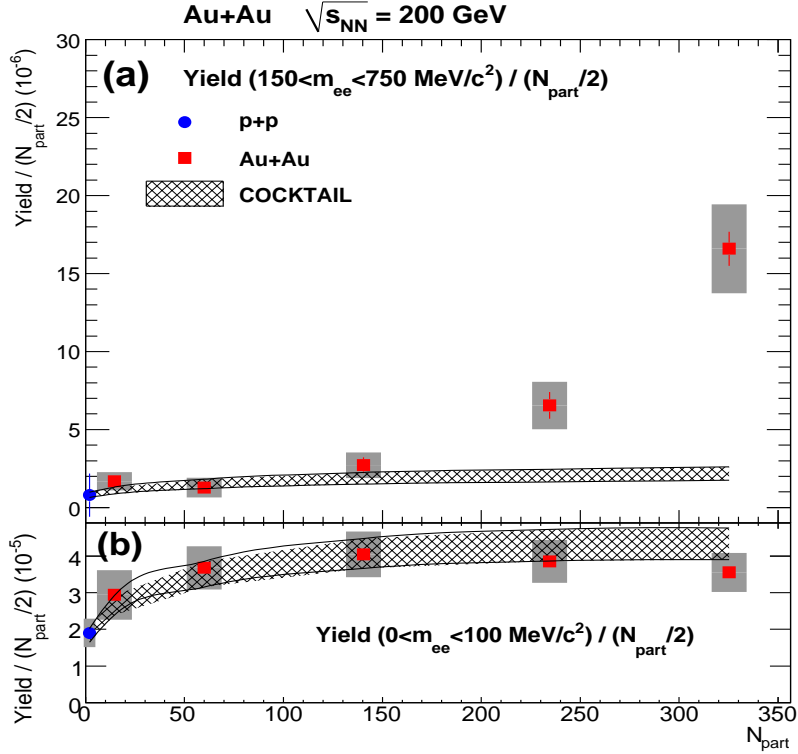 Au+Au √s_NN = 200 GeV
(a) Yield (150<m_ee<750 MeV/c²) / (N_part/2)
p+p
Au+Au
COCKTAIL
Yield / (N_part/2) (10⁻⁶)
30
25
20
15
10
5
0
(b)
Yield (0<m_ee<100 MeV/c²) / (N_part/2)
Yield / (N_part/2) (10⁻⁵)
4
3
2
1
0
0 50 100 150 200 250 300 350
N_part